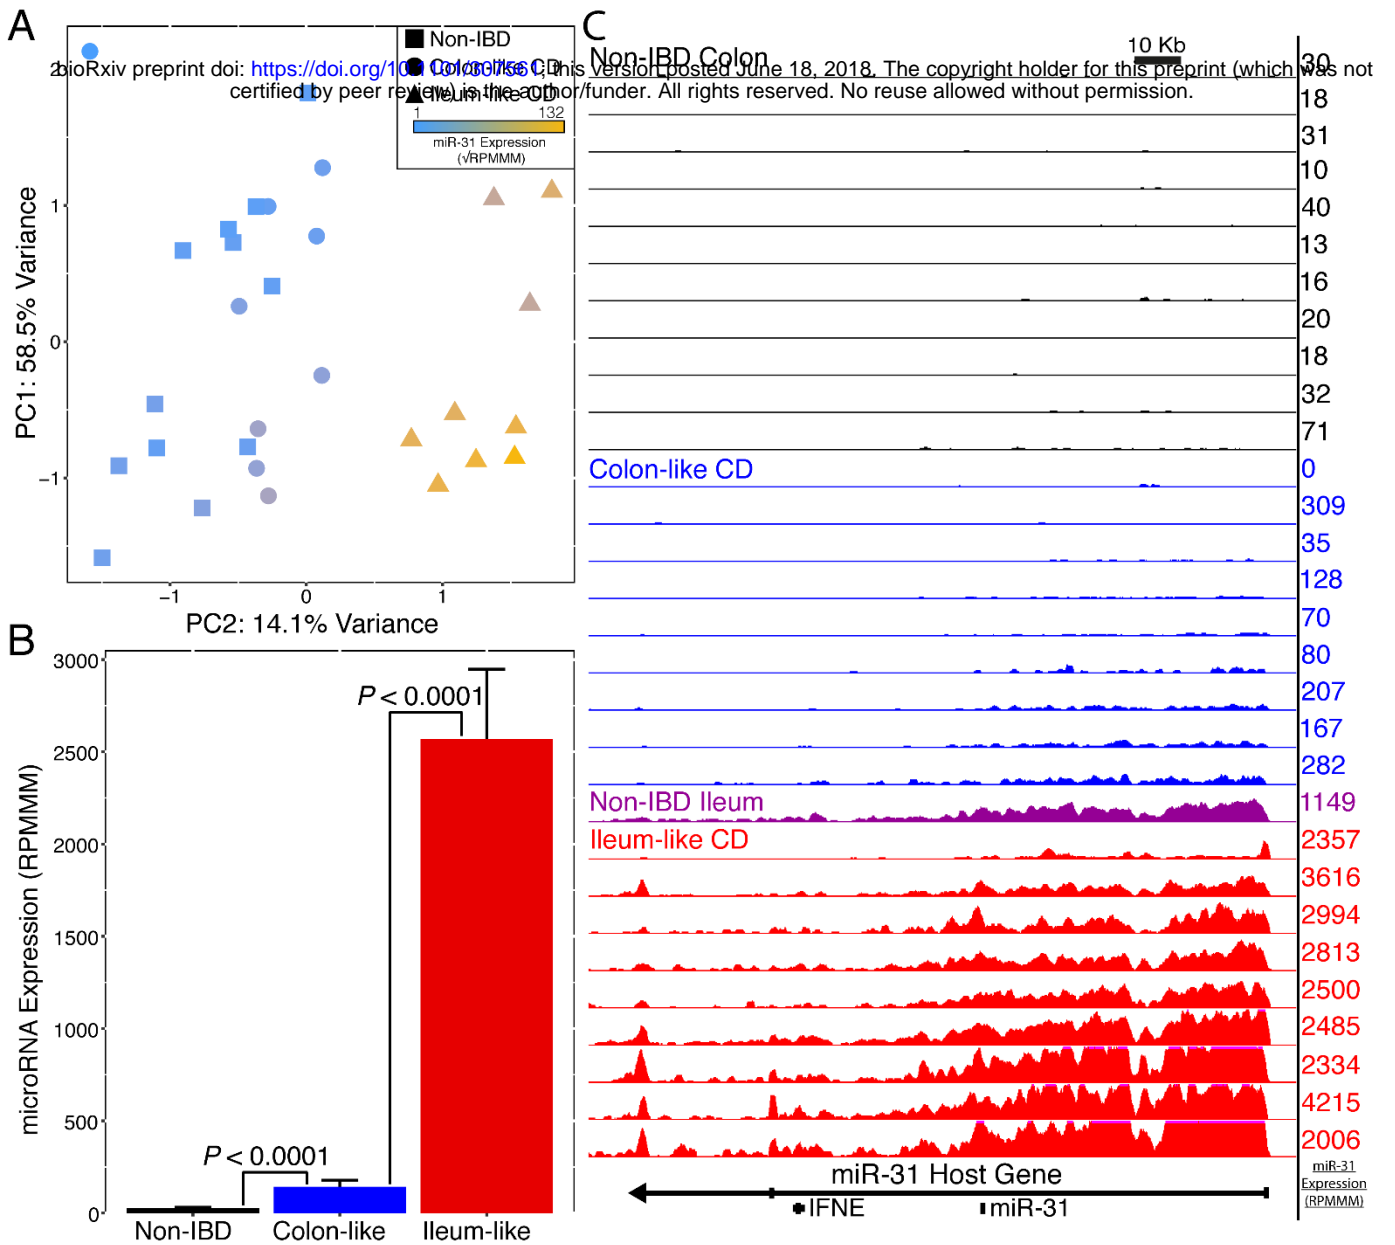 A
C
Non-IBD
Colon-like CD
Ileum-like CD
1 132
miR-31 Expression
(√RPMMM)
bioRxiv preprint doi: https://doi.org/10.1101/307561; this version posted June 18, 2018. The copyright holder for this preprint (which was not
certified by peer review) is the author/funder. All rights reserved. No reuse allowed without permission.
2
1
0
−1
PC1: 58.5% Variance
−1 0 1
PC2: 14.1% Variance
B
3000
2500
2000
1500
1000
500
0
microRNA Expression (RPMMM)
P < 0.0001
P < 0.0001
Non-IBD Colon-like Ileum-like
10 Kb
Non-IBD Colon
30
18
31
10
40
13
16
20
18
32
71
Colon-like CD
0
309
35
128
70
80
207
167
282
Non-IBD Ileum
1149
Ileum-like CD
2357
3616
2994
2813
2500
2485
2334
4215
2006
miR-31
Expression
(RPMMM)
miR-31 Host Gene
IFNE miR-31